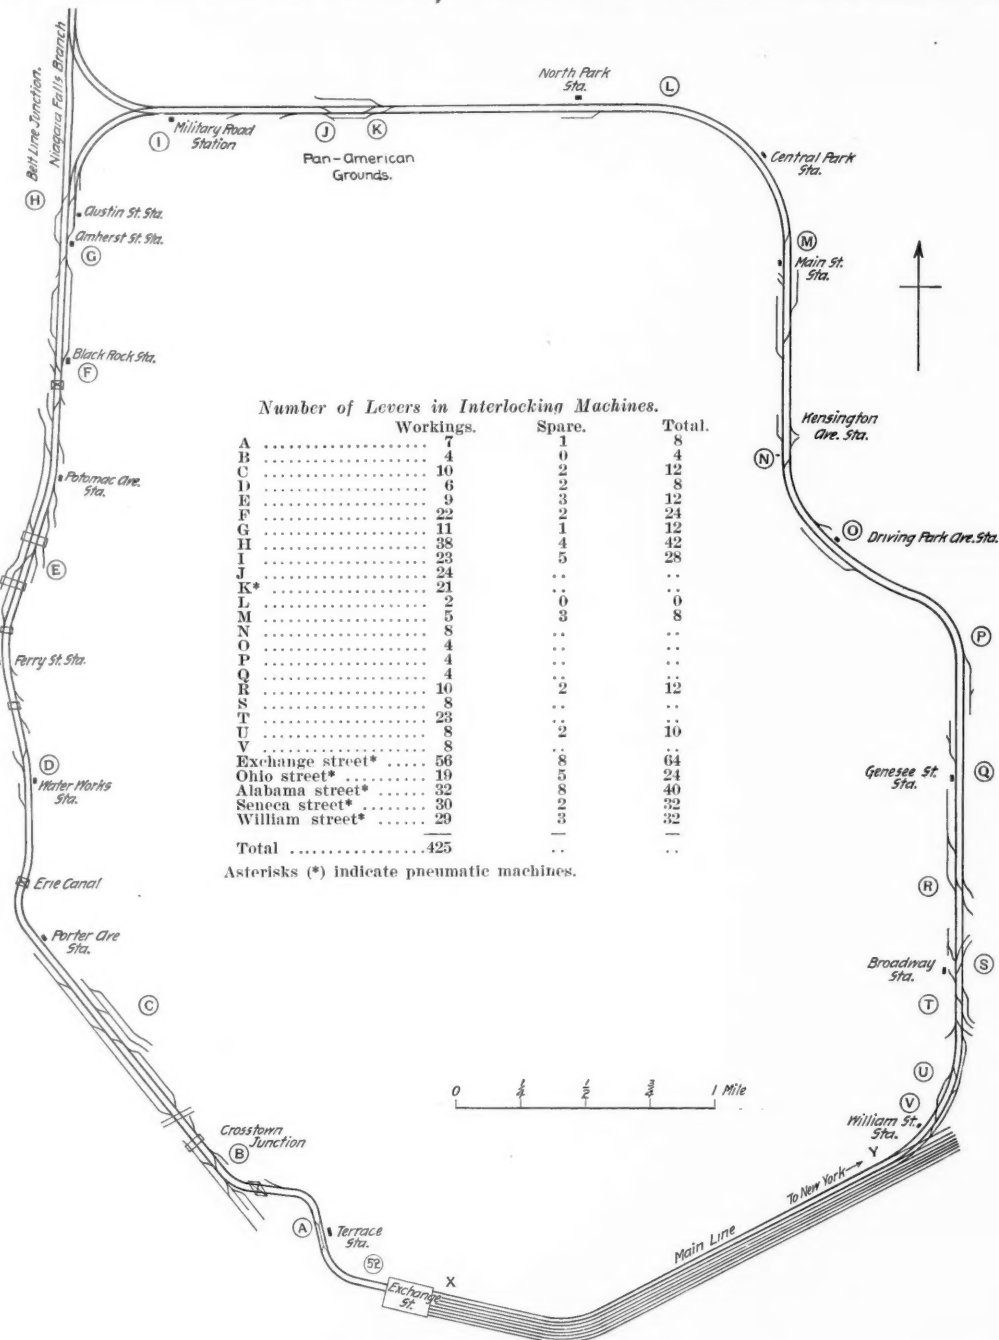 Niagara Falls Branch
Belt Line Junction.
North Park
Sta.
L
I
Military Road
Station
J
K
Pan-American
Grounds.
Central Park
Sta.
H
Austin St. Sta.
Amherst St. Sta.
G
M
Main St.
Sta.
Black Rock Sta.
F
Kensington
Ave. Sta.
N
Potomac Ave.
Sta.
O
Driving Park Ave. Sta.
E
P
Ferry St. Sta.
Number of Levers in Interlocking Machines.
Workings. Spare. Total.
A .................... 7 1 8
B .................... 4 0 4
C .................... 10 2 12
D .................... 6 2 8
E .................... 9 3 12
F .................... 22 2 24
G .................... 11 1 12
H .................... 38 4 42
I .................... 23 5 28
J .................... 24 .. ..
K* .................... 21 .. ..
L .................... 2 0 0
M .................... 5 3 8
N .................... 8 .. ..
O .................... 4 .. ..
P .................... 4 .. ..
Q .................... 4 .. ..
R .................... 10 2 12
S .................... 8 .. ..
T .................... 23 .. ..
U .................... 8 2 10
V .................... 8 .. ..
Exchange street* ..... 56 8 64
Ohio street* ......... 19 5 24
Alabama street* ...... 32 8 40
Seneca street* ........ 30 2 32
William street* ...... 29 3 32
Total ................425 .. ..
Asterisks (*) indicate pneumatic machines.
D
Water Works
Sta.
Genesee St.
Sta.
Q
Erie Canal
R
Porter Ave
Sta.
Broadway
Sta.
S
C
T
U
0 1/4 1/2 3/4 1 Mile
V
William St.
Sta.
Crosstown
Junction
B
Y
To New York
A
Terrace
Sta.
Main Line
52
Exchange
St.
X